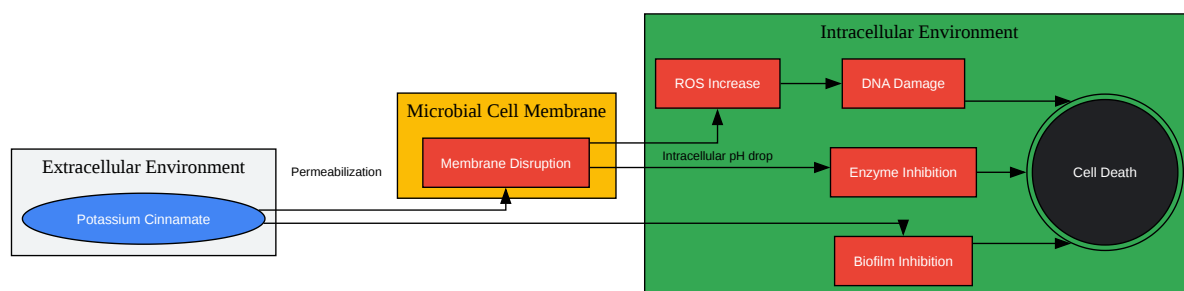 Extracellular Environment
Potassium Cinnamate
Permeabilization
Microbial Cell Membrane
Membrane Disruption
Intracellular pH drop
Intracellular Environment
ROS Increase
DNA Damage
Enzyme Inhibition
Biofilm Inhibition
Cell Death